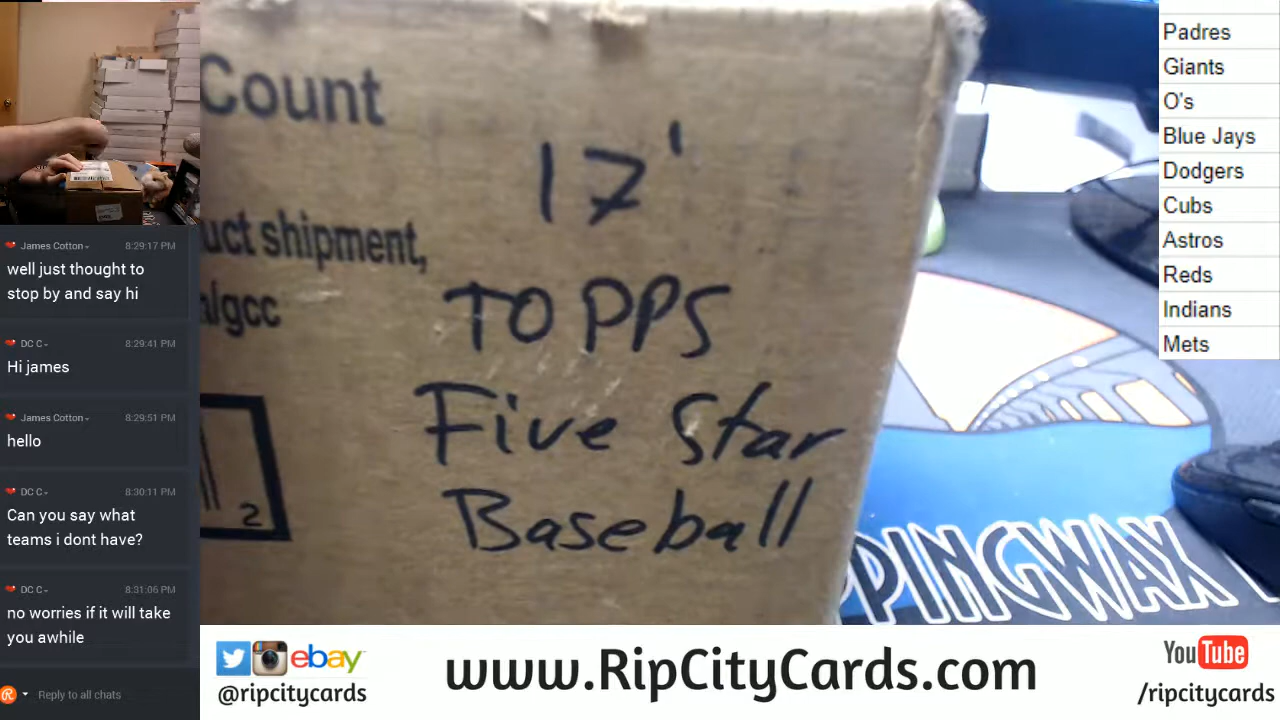 James Cotton 8:29:17 PM
well just thought to
stop by and say hi
DC C 8:29:41 PM
Hi james
James Cotton 8:29:51 PM
hello
DC C 8:30:11 PM
Can you say what
teams i dont have?
DC C 8:31:06 PM
no worries if it will take
you awhile
Reply to all chats
Count
17'
uct shipment,
/gcc
TOPPS
Five Star
Baseball
2
PPINGWAX
Padres
Giants
O's
Blue Jays
Dodgers
Cubs
Astros
Reds
Indians
Mets
ebay
@ripcitycards
www.RipCityCards.com
YouTube
/ripcitycards